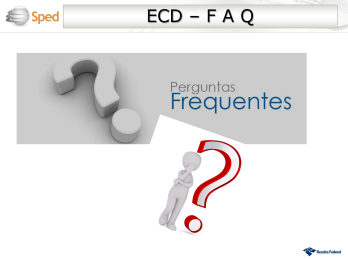 Sped
ECD – F A Q
Perguntas
Frequentes
Receita Federal